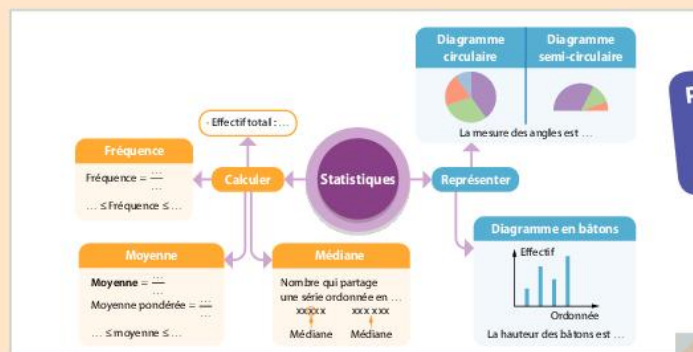 Diagramme circulaire
Diagramme semi-circulaire
La mesure des angles est …
- Effectif total : …
Fréquence
Fréquence = …/…
… ≤ Fréquence ≤ …
Calculer
Statistiques
Représenter
Moyenne
Moyenne = …/…
Moyenne pondérée = …/…
… ≤ moyenne ≤ …
Médiane
Nombre qui partage
une série ordonnée en …
xxxxx xxx xxx
Médiane Médiane
Diagramme en bâtons
Effectif
Ordonnée
La hauteur des bâtons est …